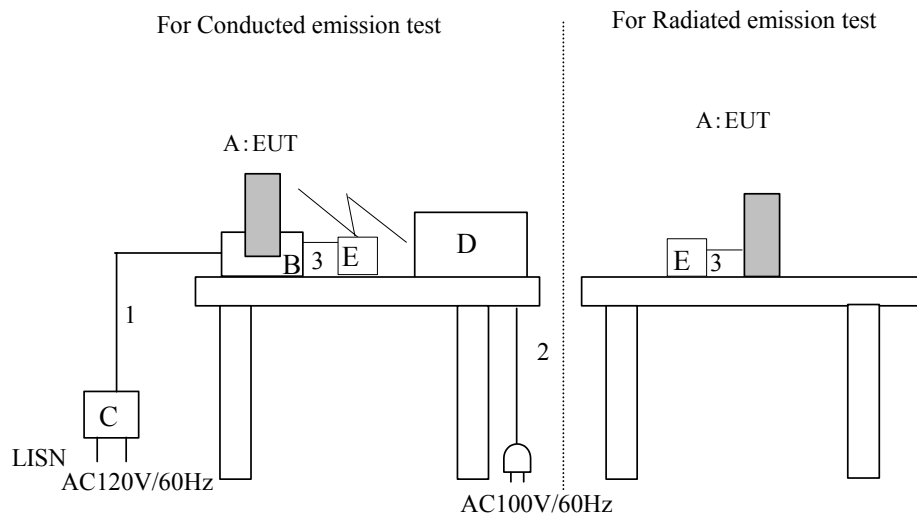 For Conducted emission test
For Radiated emission test
A:EUT
A:EUT
B
3
E
D
E
3
1
2
C
LISN
AC120V/60Hz
AC100V/60Hz